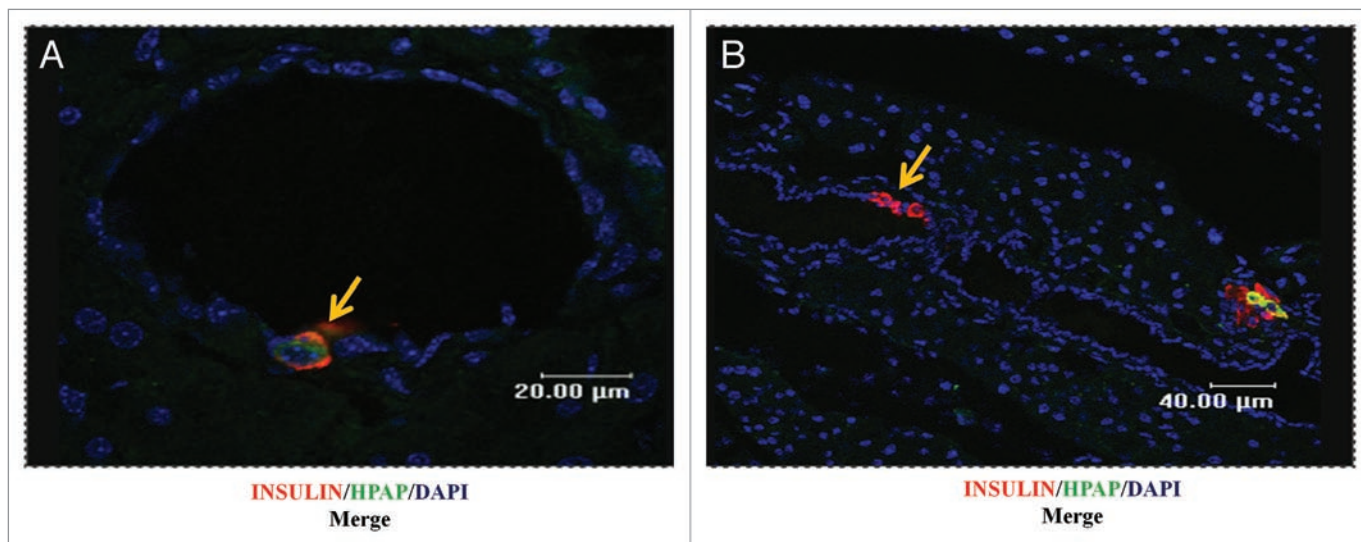 A
20.00 µm
INSULIN/HPAP/DAPI
Merge
B
40.00 µm
INSULIN/HPAP/DAPI
Merge